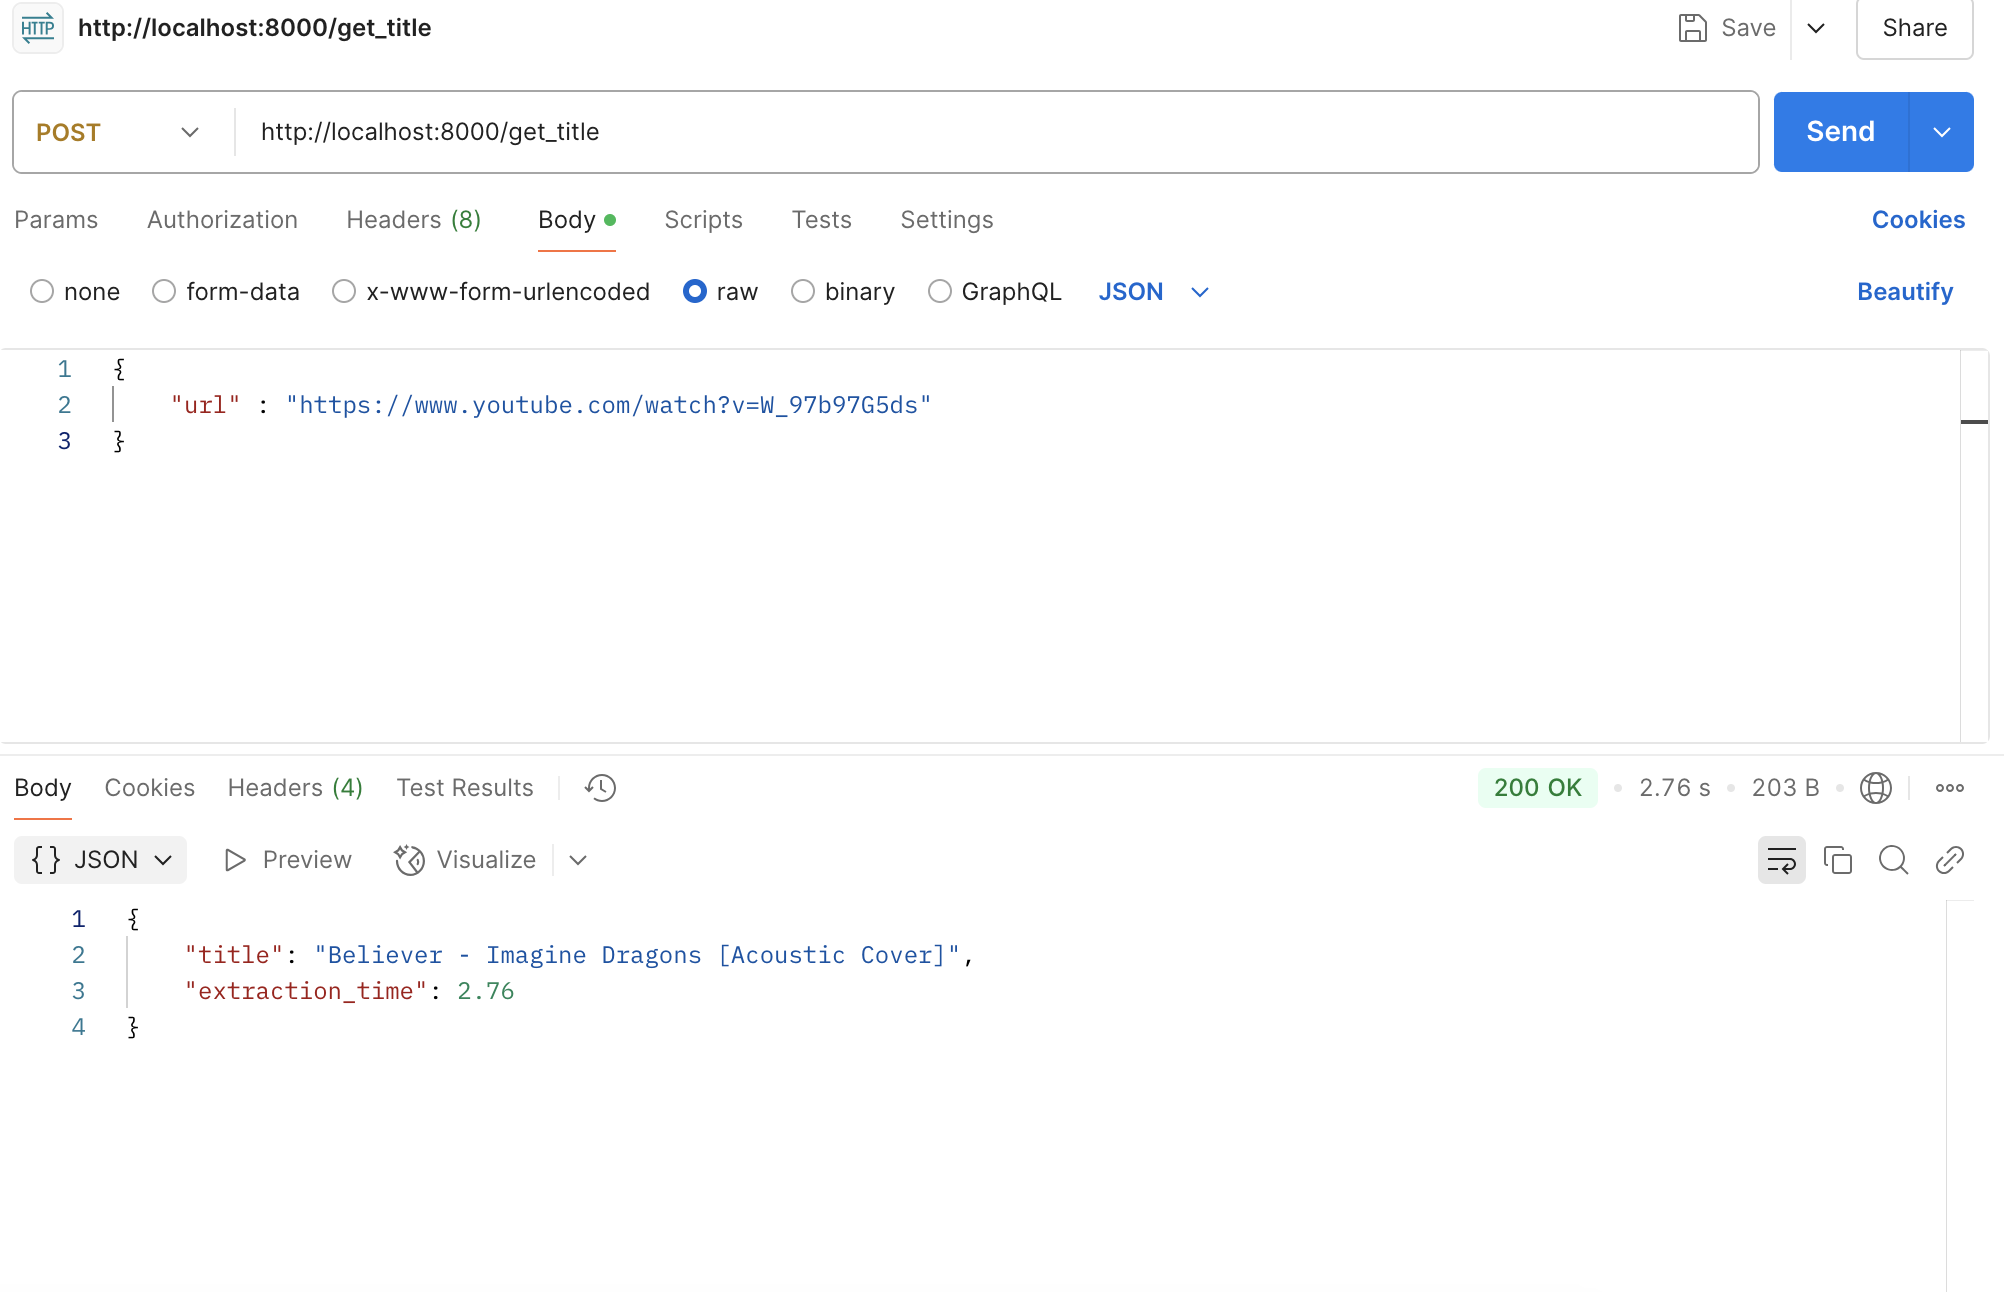 HTTP http://localhost:8000/get_title Save Share
POST http://localhost:8000/get_title Send
Params Authorization Headers (8) Body Scripts Tests Settings Cookies
none form-data x-www-form-urlencoded raw binary GraphQL JSON Beautify
1 {
2 "url" : "https://www.youtube.com/watch?v=W_97b97G5ds"
3 }
Body Cookies Headers (4) Test Results 200 OK 2.76 s 203 B
{} JSON Preview Visualize
1 {
2 "title": "Believer - Imagine Dragons [Acoustic Cover]",
3 "extraction_time": 2.76
4 }